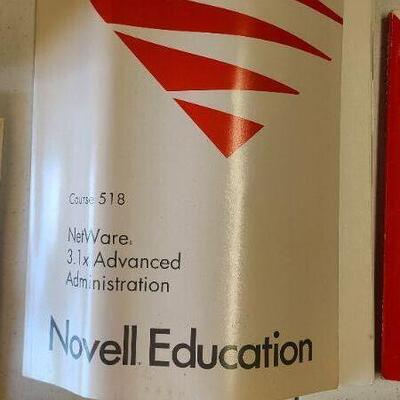 Course 518
NetWare®
3.1x Advanced
Administration
Novell Education